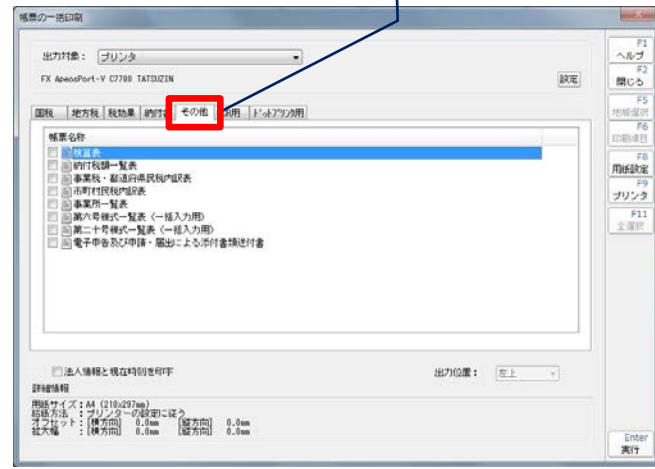 帳票の一括印刷
出力対象： プリンタ
FX ApeosPort-V C7780 TATSUZIN
設定
国税 地方税 税効果 その他 ﾄﾞｯﾄﾌﾟﾘﾝﾀ用
帳票名称
検算表
納付税額一覧表
事業税・都道府県民税内訳表
市町村民税内訳表
事業所一覧表
第六号様式一覧表（一括入力用）
第二十号様式一覧表（一括入力用）
電子申告及び申請・届出による添付書類送付書
法人情報と現在時刻を印字
出力位置： 左上
詳細情報
用紙サイズ：A4 (210x297mm)
給紙方法 ：プリンターの設定に従う
オフセット：[横方向] 0.0mm [縦方向] 0.0mm
拡大幅 ：[横方向] 0.0mm [縦方向] 0.0mm
F1
ヘルプ
F2
閉じる
F5
地域選択
F6
印刷項目
F8
用紙設定
F9
プリンタ
F11
全選択
Enter
実行